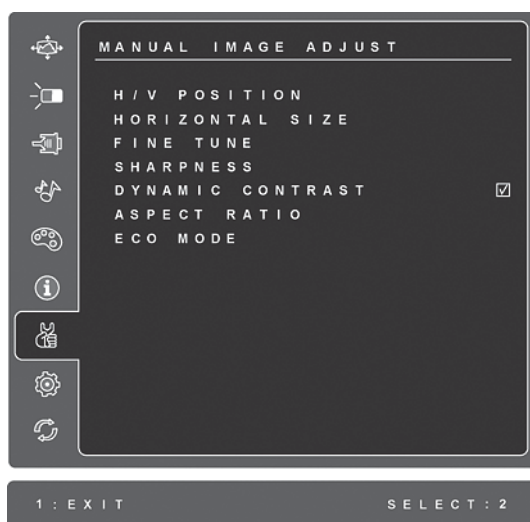 MANUAL IMAGE ADJUST
H/V POSITION
HORIZONTAL SIZE
FINE TUNE
SHARPNESS
DYNAMIC CONTRAST ☑
ASPECT RATIO
ECO MODE
1:EXIT SELECT:2